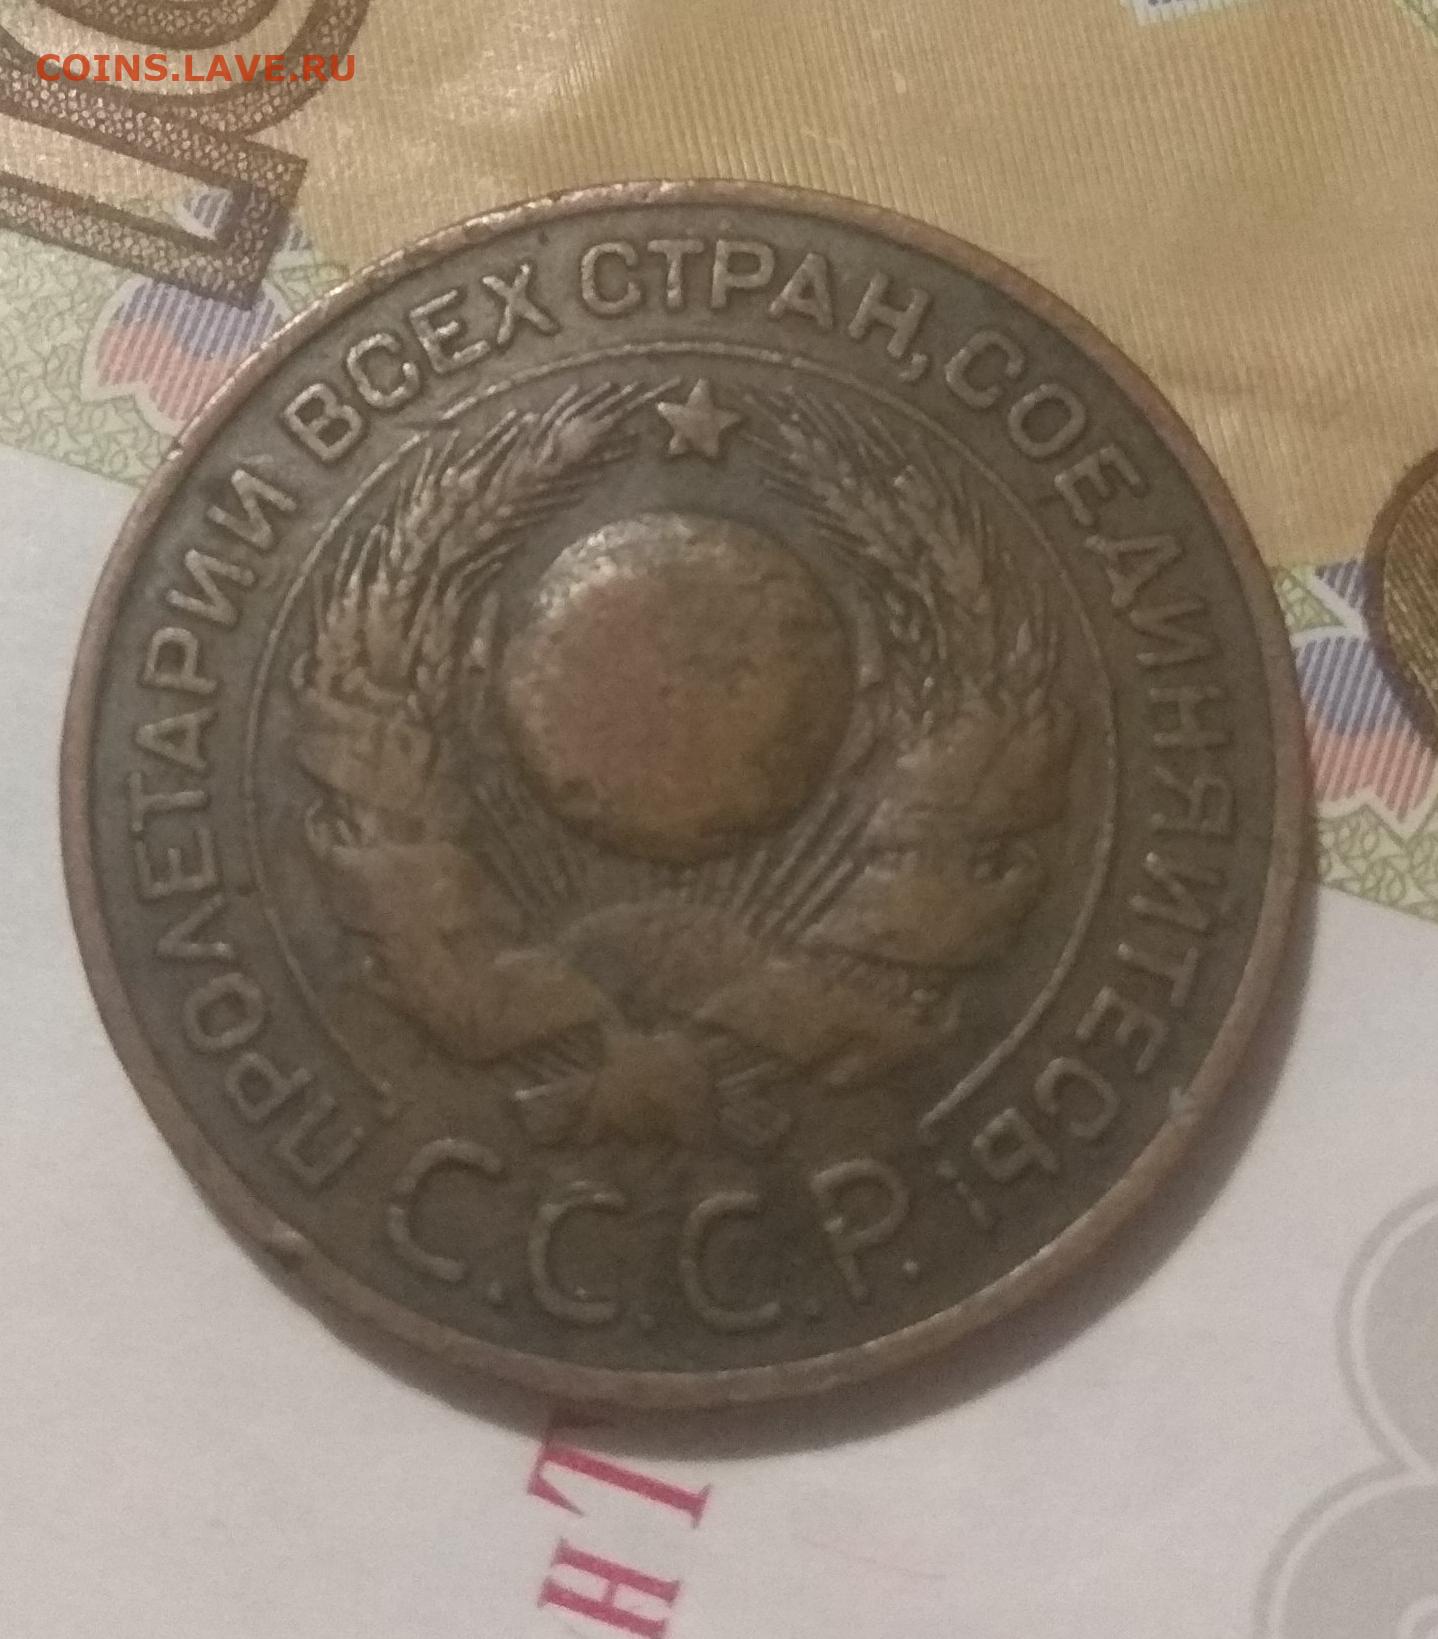 COINS.LAVE.RU
ПРОЛЕТАРИИ ВСЕХ СТРАН, СОЕДИНЯЙТЕСЬ!
С.С.С.Р.